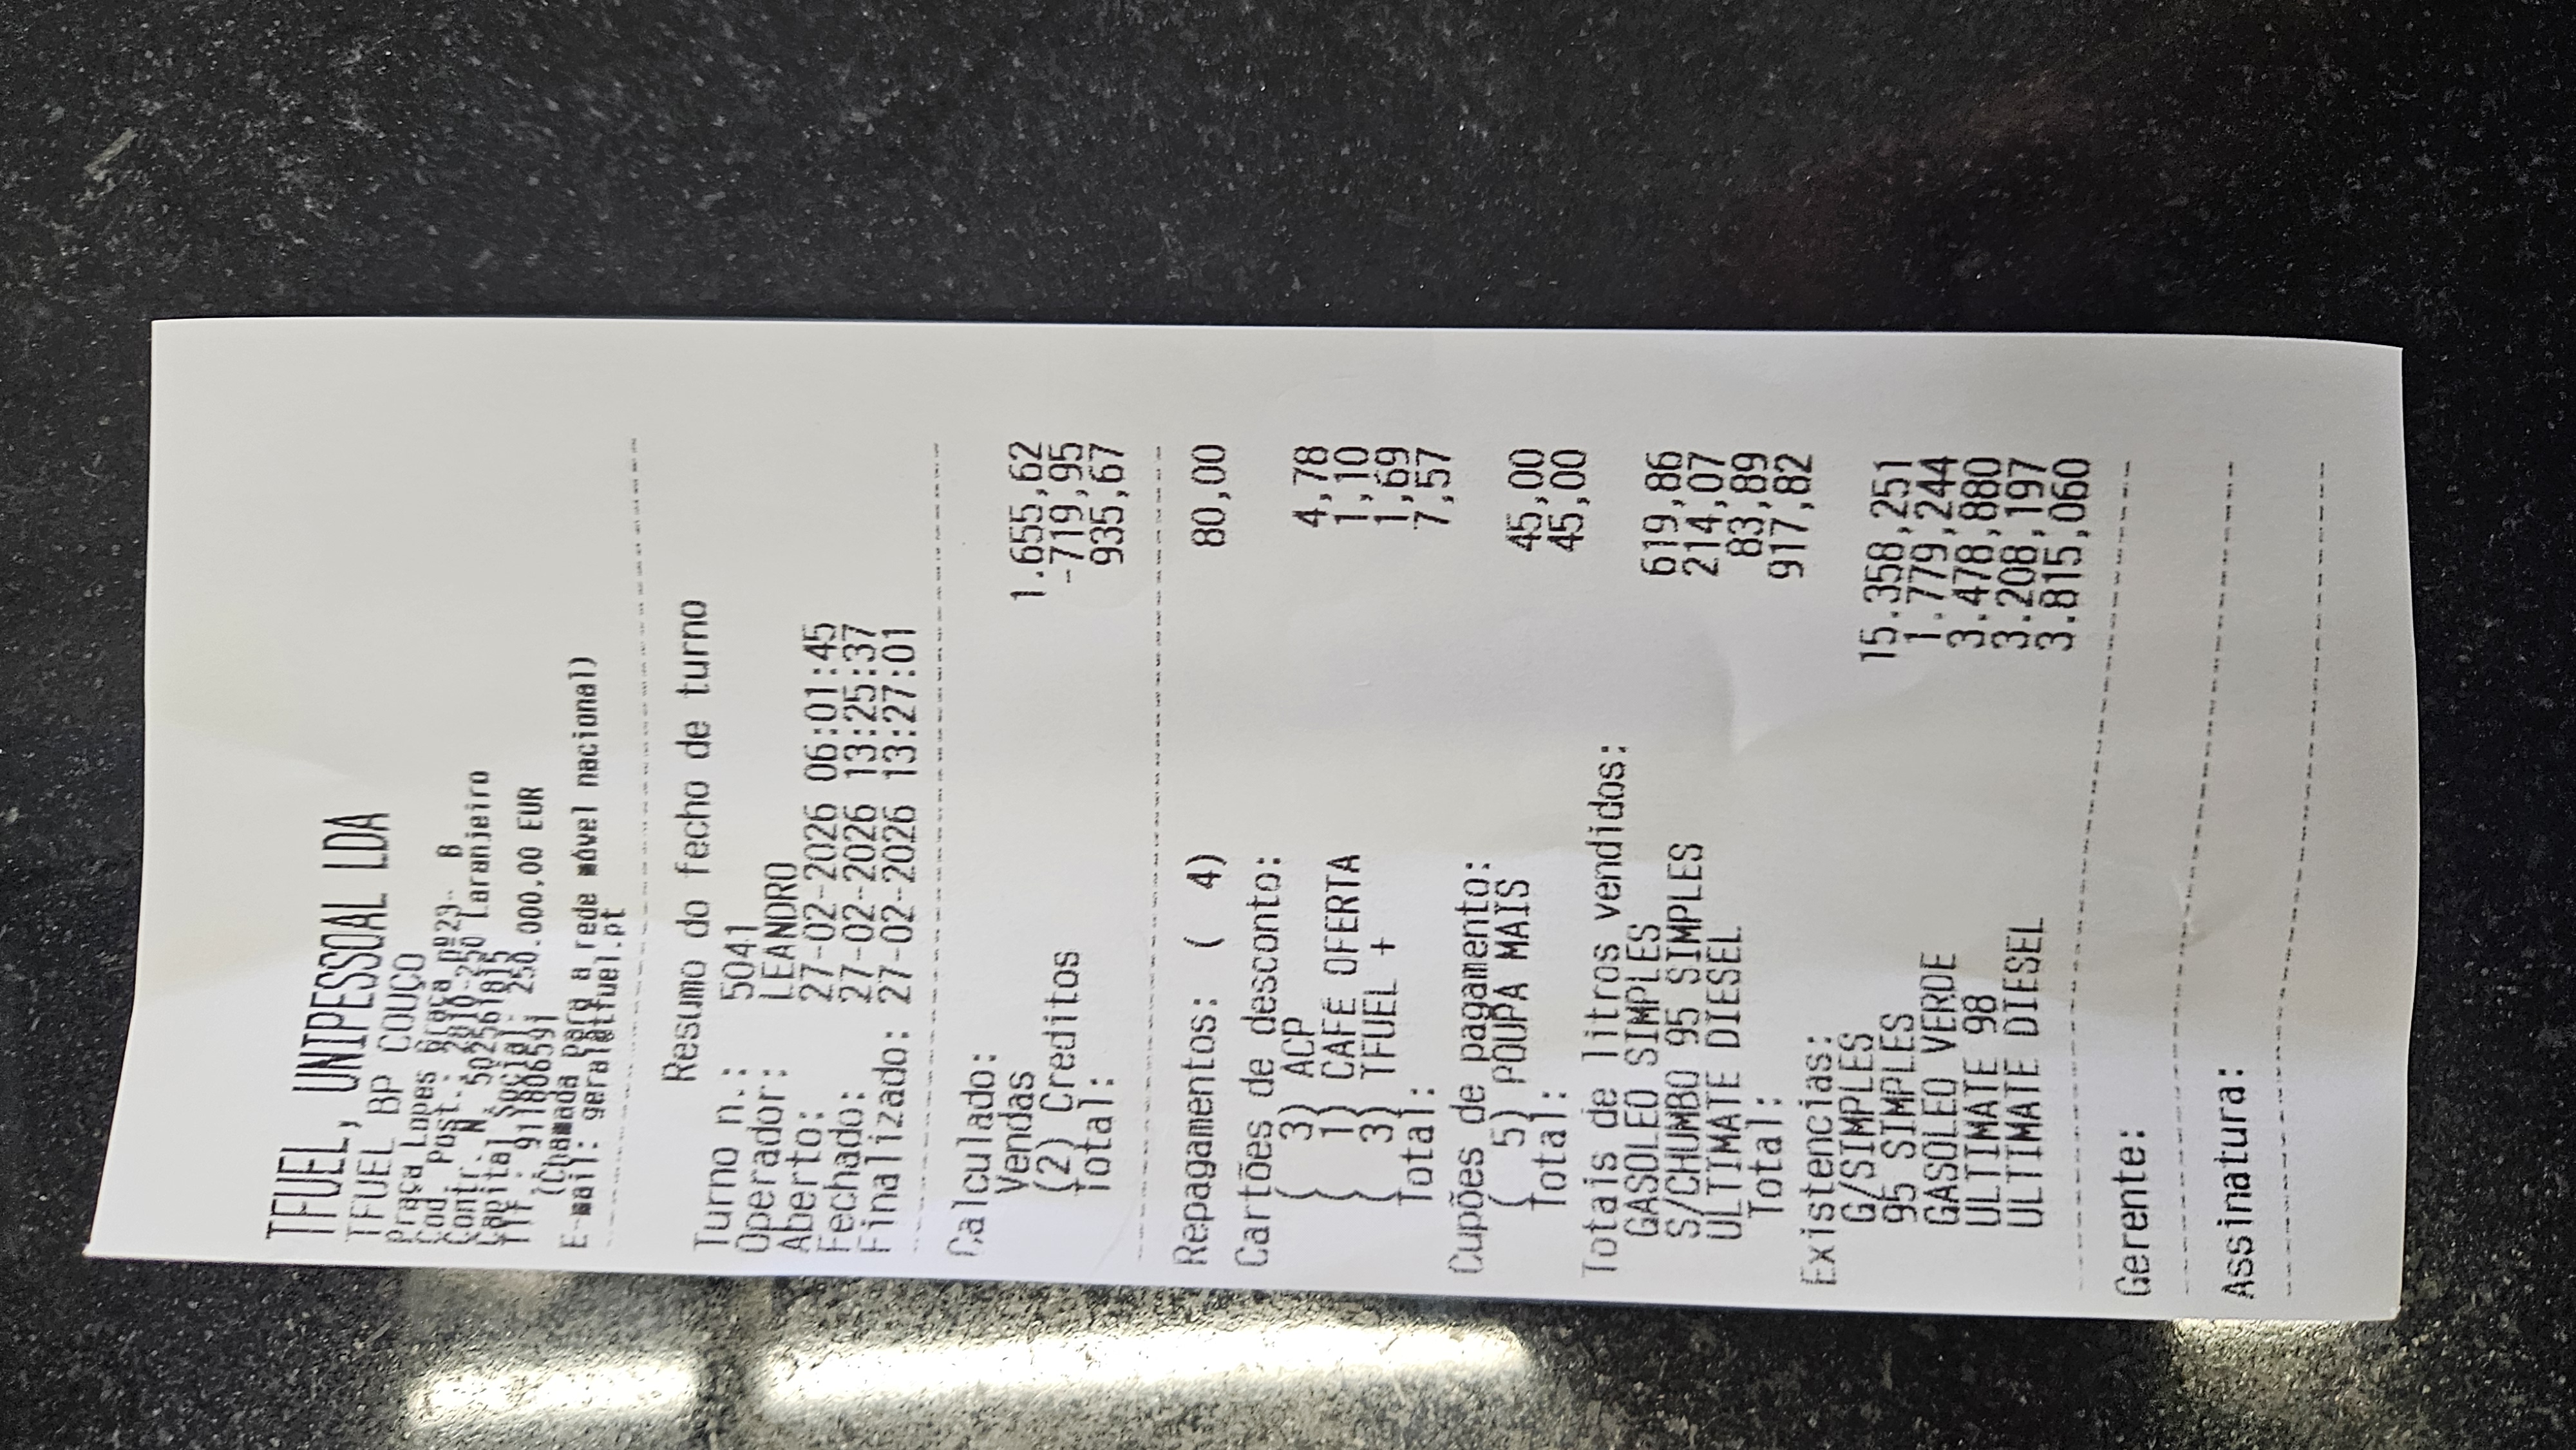 TFUEL, UNIPESSOAL LDA
TFUEL BP COUÇO
Praça Lopes Graça nº23- B
Cod. Post.: 2810-250 Laranjeiro
Contr. Nº 502561815
Capital Social: 250.000,00 EUR
Tlf: 911806591
(Chamada para a rede móvel nacional)
E-mail: geral@tfuel.pt
Resumo do fecho de turno
Turno n.: 5041
Operador: LEANDRO
Aberto: 27-02-2026 06:01:45
Fechado: 27-02-2026 13:25:37
Finalizado: 27-02-2026 13:27:01
Calculado:
Vendas 1.655,62
(2) Creditos -719,95
Total: 935,67
Repagamentos: ( 4) 80,00
Cartões de desconto:
( 3) ACP 4,78
( 1) CAFE OFERTA 1,10
( 3) TFUEL + 1,69
Total: 7,57
Cupões de pagamento:
( 5) POUPA MAIS 45,00
Total: 45,00
Totais de litros vendidos:
GASOLEO SIMPLES 619,86
S/CHUMBO 95 SIMPLES 214,07
ULTIMATE DIESEL 83,89
Total: 917,82
Existencias:
G/SIMPLES 15.358,251
95 SIMPLES 1.779,244
GASOLEO VERDE 3.478,880
ULTIMATE 98 3.208,197
ULTIMATE DIESEL 3.815,060
Gerente:
Assinatura: